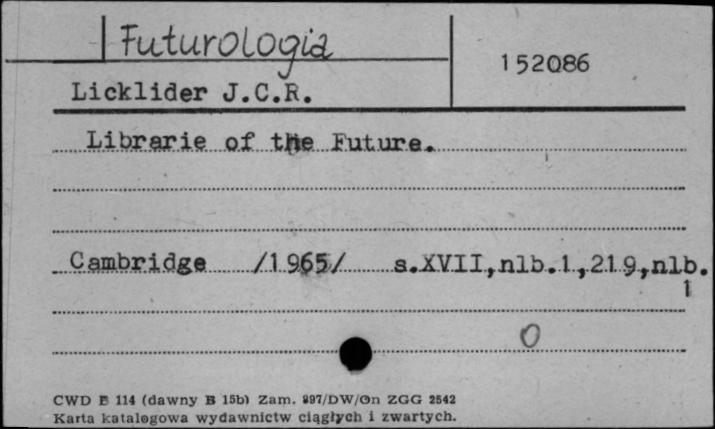 Futurologia
152086
Licklider J.C.R.
Librarie of the Future.
Cambridge /1965/ s.XVII,nlb.1,219,nlb.
1
0
CWD B 114 (dawny B 15b) Zam. 897/DW/On ZGG 2542
Karta katalogowa wydawnictw ciągłych i zwartych.